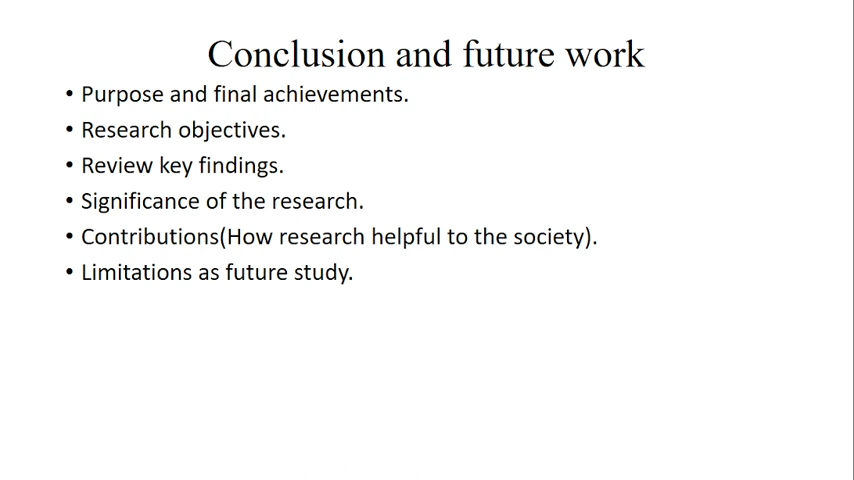 Conclusion and future work
• Purpose and final achievements.
• Research objectives.
• Review key findings.
• Significance of the research.
• Contributions(How research helpful to the society).
• Limitations as future study.